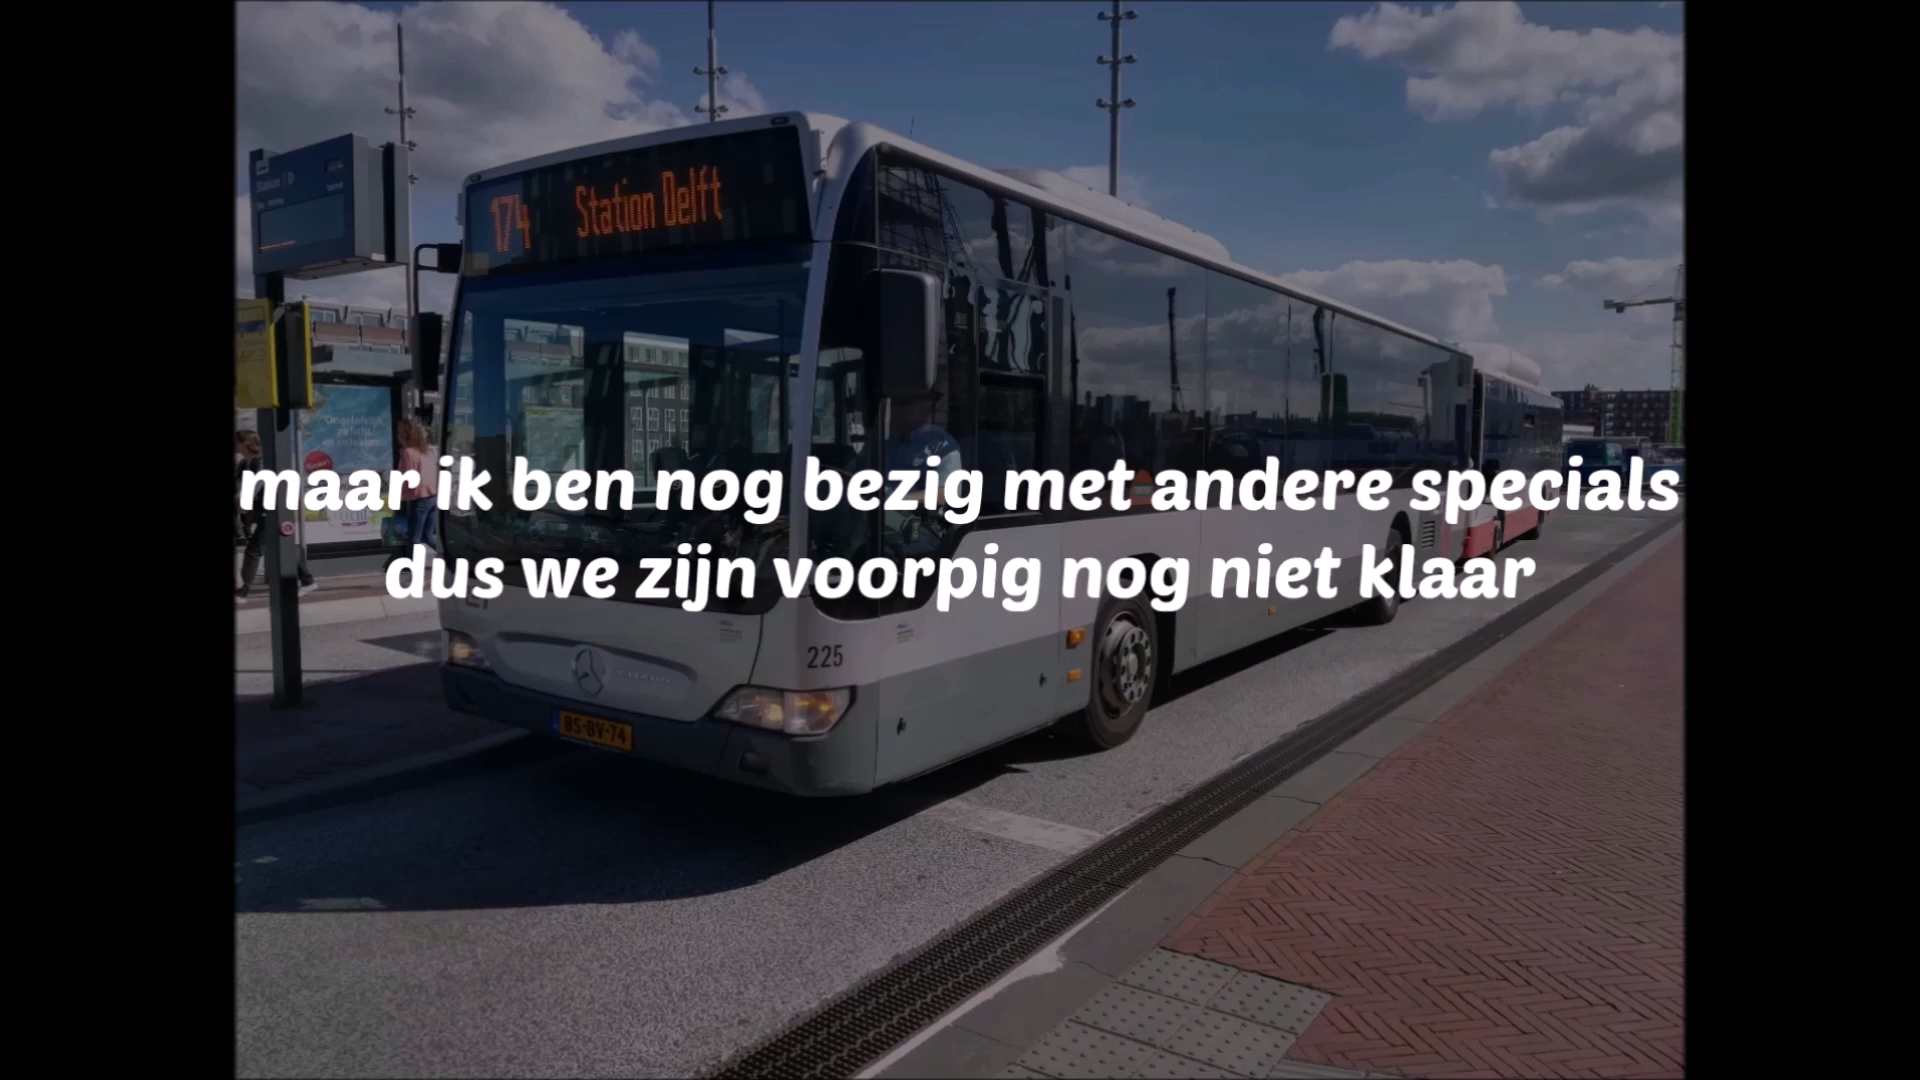 174 Station Delft
maar ik ben nog bezig met andere specials
dus we zijn voorpig nog niet klaar
225
BS-BV-74